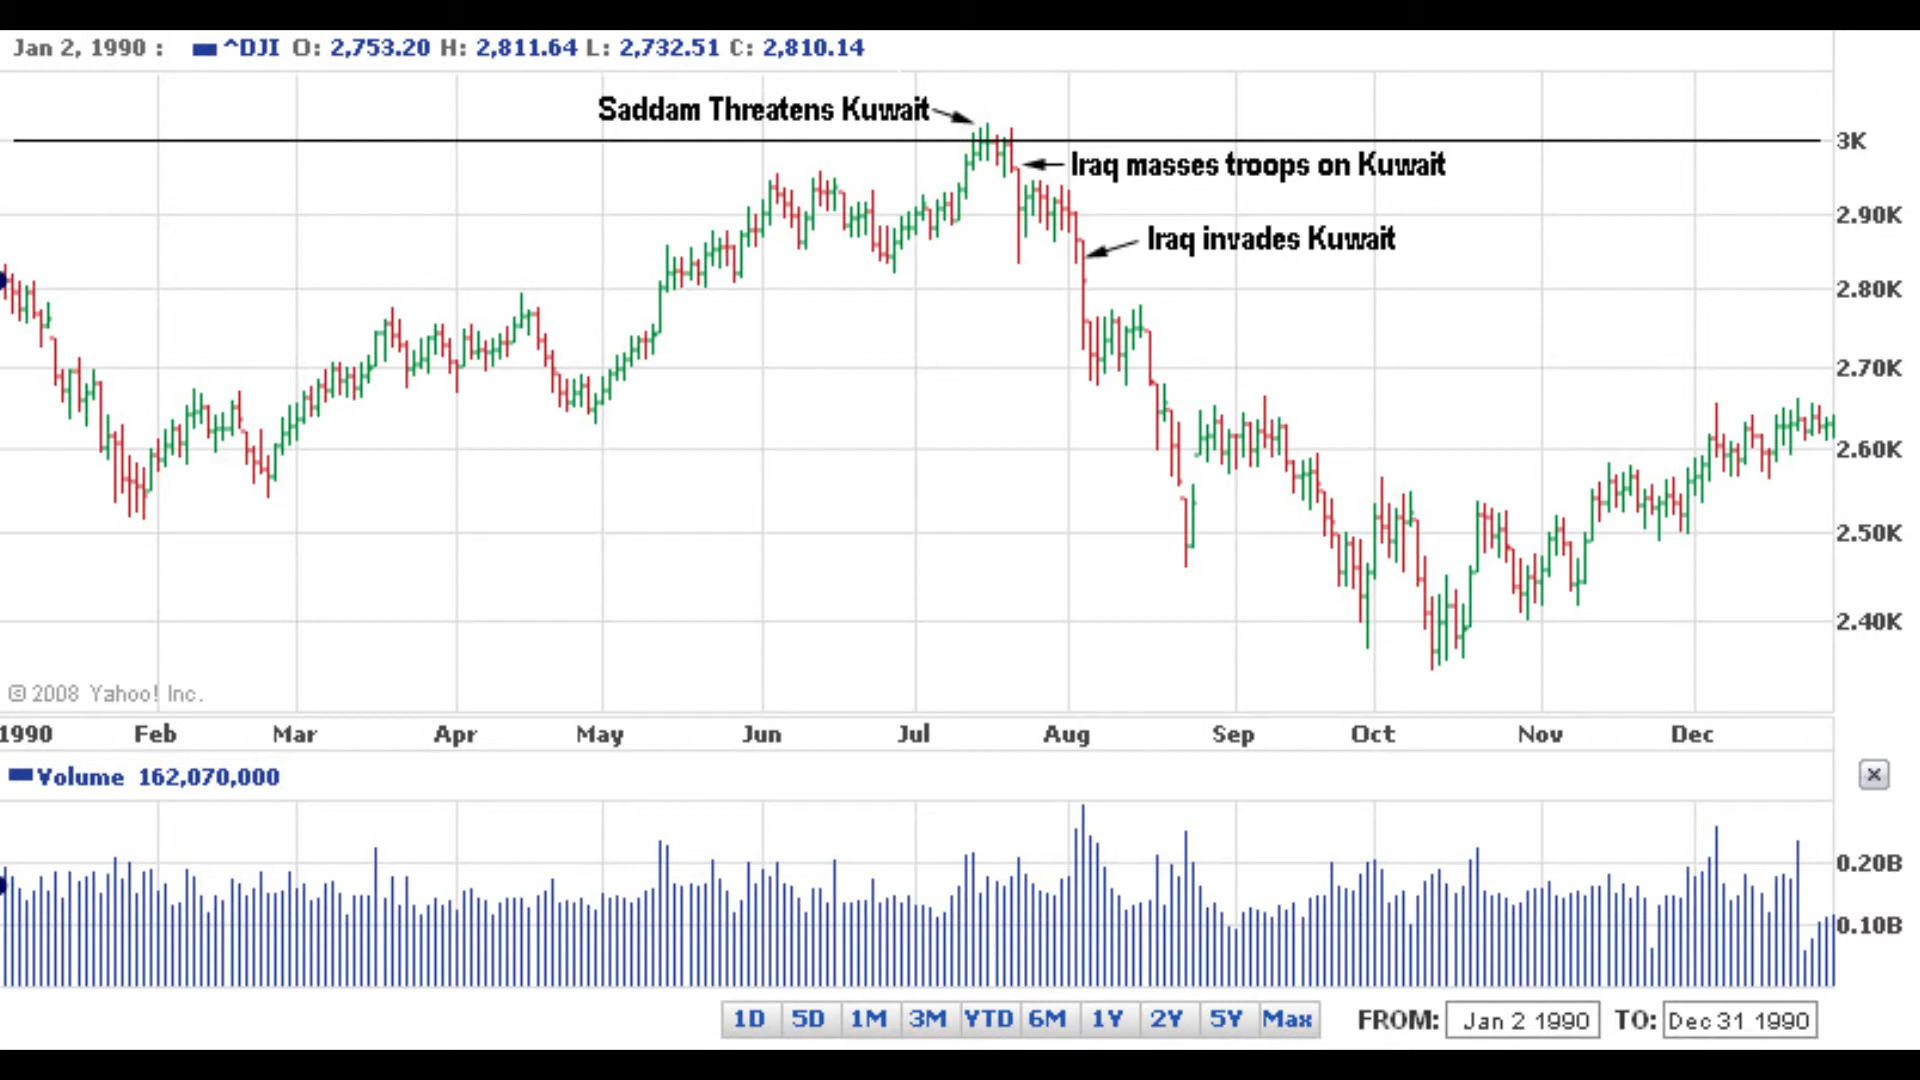 Jan 2, 1990 : ^DJI O: 2,753.20 H: 2,811.64 L: 2,732.51 C: 2,810.14
Saddam Threatens Kuwait
3K
Iraq masses troops on Kuwait
2.90K
Iraq invades Kuwait
2.80K
2.70K
2.60K
2.50K
2.40K
© 2008 Yahoo! Inc.
1990 Feb Mar Apr May Jun Jul Aug Sep Oct Nov Dec
Volume 162,070,000
0.20B
0.10B
1D 5D 1M 3M YTD 6M 1Y 2Y 5Y Max FROM: Jan 2 1990 TO: Dec 31 1990